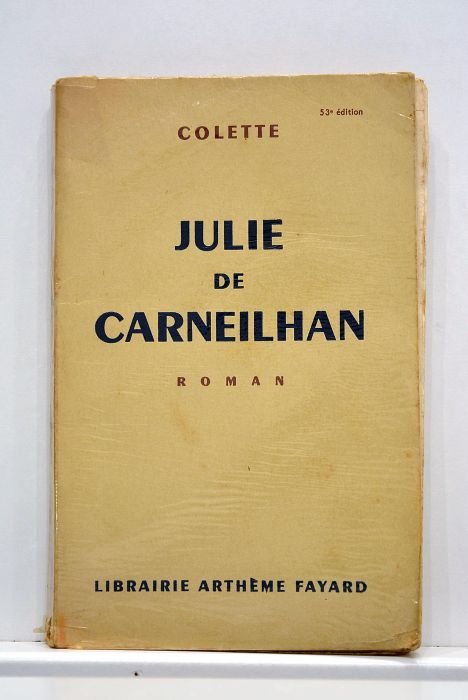 53e édition
COLETTE
JULIE
DE
CARNEILHAN
ROMAN
LIBRAIRIE ARTHÈME FAYARD